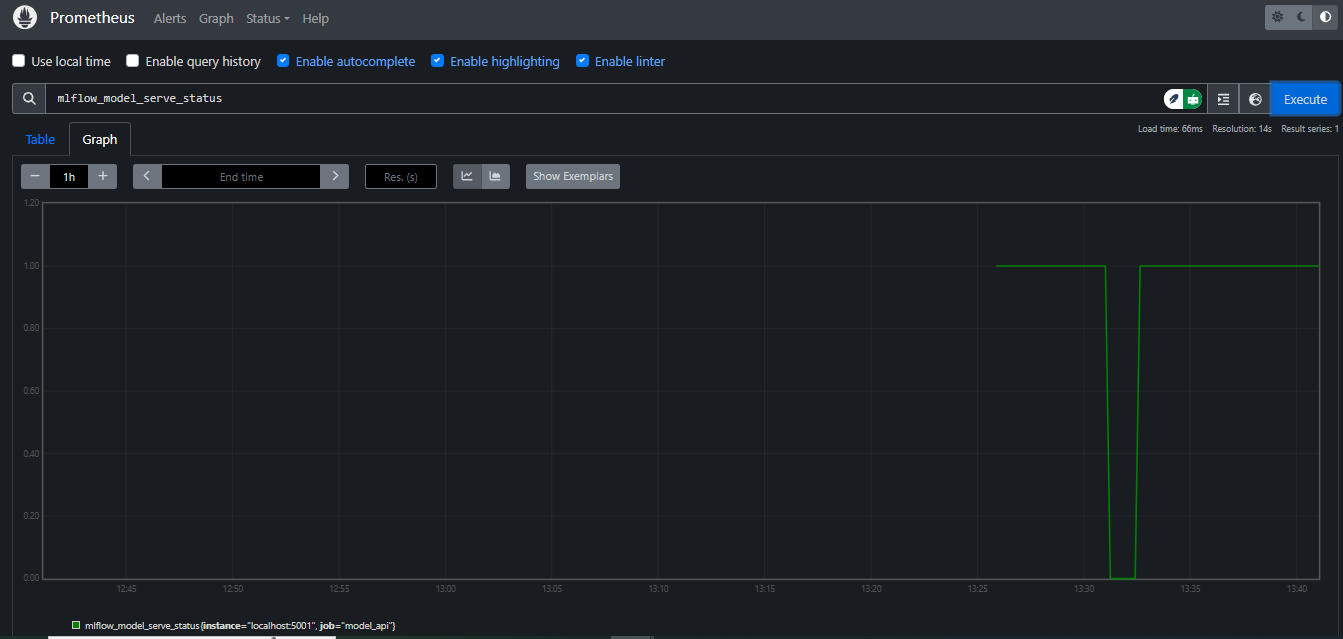 Prometheus Alerts Graph Status Help
Use local time Enable query history Enable autocomplete Enable highlighting Enable linter
mlflow_model_serve_status Execute
Load time: 66ms Resolution: 14s Result series: 1
Table Graph
− 1h + End time Res. (s) Show Exemplars
1.20
1.00
0.80
0.60
0.40
0.20
0.00
12:45 12:50 12:55 13:00 13:05 13:10 13:15 13:20 13:25 13:30 13:35 13:40
mlflow_model_serve_status{instance="localhost:5001", job="model_api"}